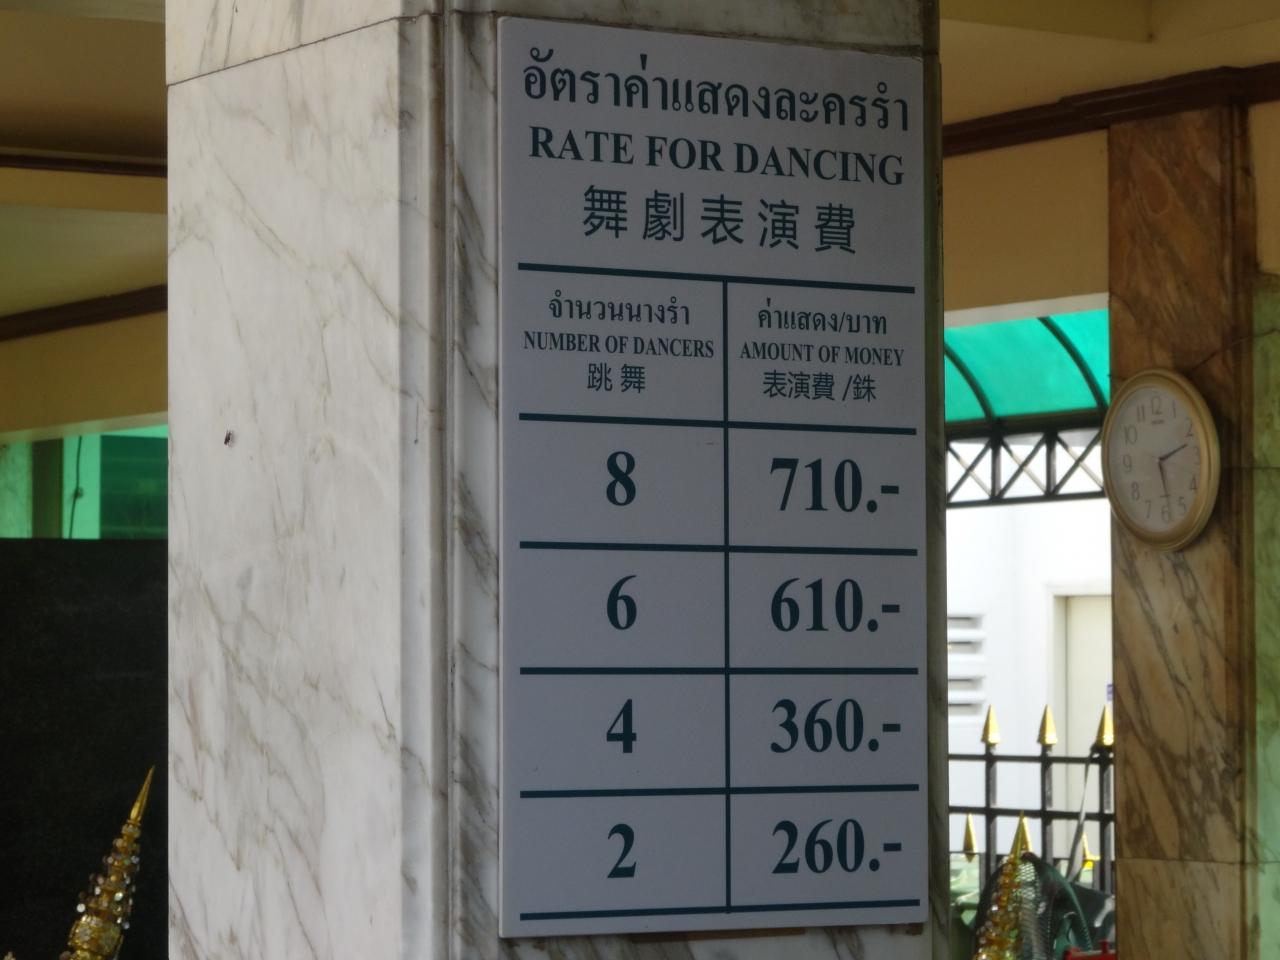 อัตราค่าแสดงละครรำ
RATE FOR DANCING
舞劇表演費
จำนวนนางรำ
NUMBER OF DANCERS
跳舞
ค่าแสดง/บาท
AMOUNT OF MONEY
表演費/銖
8 710.-
6 610.-
4 360.-
2 260.-